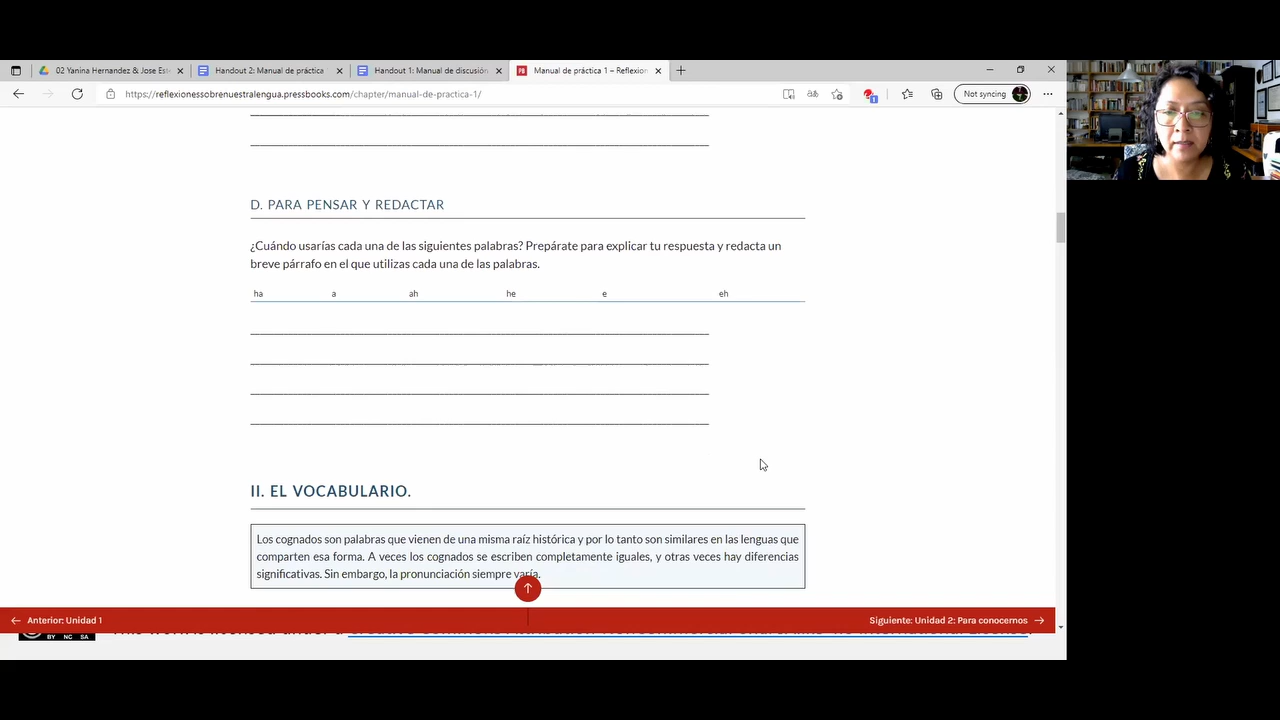 02 Yanina Hernandez & Jose Est
Handout 2: Manual de práctica
Handout 1: Manual de discusión
Manual de práctica 1 – Reflexion
https://reflexionessobrenuestralengua.pressbooks.com/chapter/manual-de-practica-1/
Not syncing
D. PARA PENSAR Y REDACTAR
¿Cuándo usarías cada una de las siguientes palabras? Prepárate para explicar tu respuesta y redacta un
breve párrafo en el que utilizas cada una de las palabras.
ha a ah he e eh
II. EL VOCABULARIO.
Los cognados son palabras que vienen de una misma raíz histórica y por lo tanto son similares en las lenguas que
comparten esa forma. A veces los cognados se escriben completamente iguales, y otras veces hay diferencias
significativas. Sin embargo, la pronunciación siempre varía.
Anterior: Unidad 1
Siguiente: Unidad 2: Para conocernos
BY NC SA